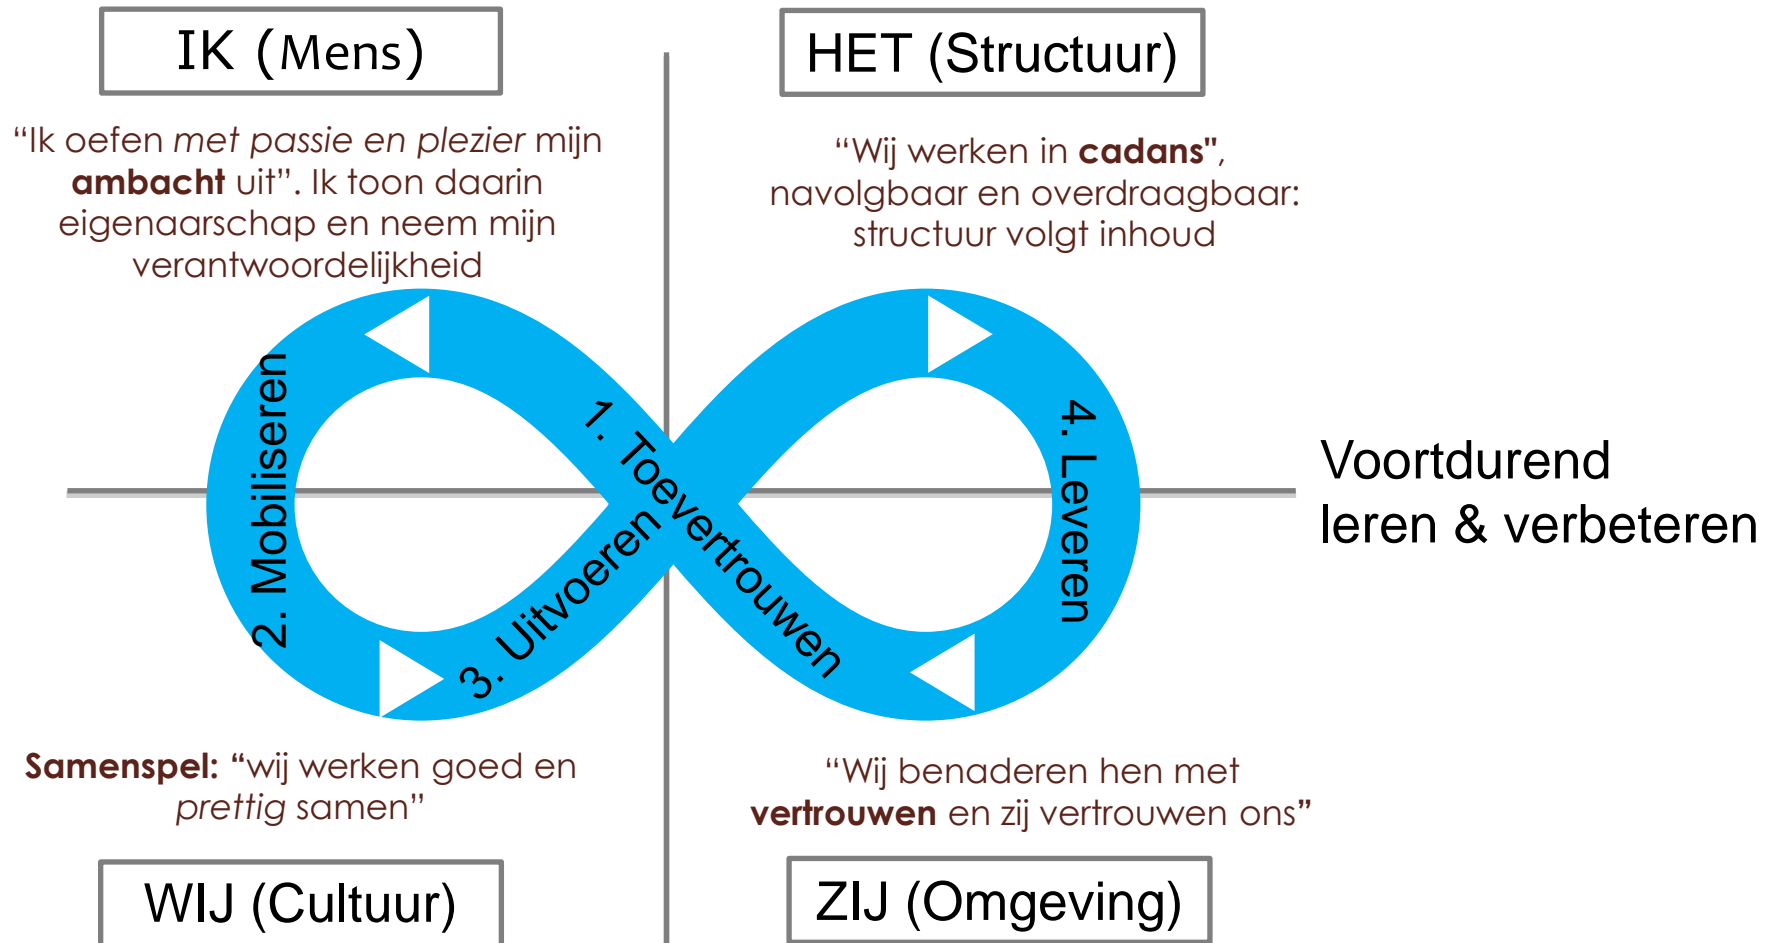 IK (Mens)
HET (Structuur)
“Ik oefen met passie en plezier mijn
ambacht uit”. Ik toon daarin
eigenaarschap en neem mijn
verantwoordelijkheid
“Wij werken in cadans",
navolgbaar en overdraagbaar:
structuur volgt inhoud
1. Toevertrouwen
2. Mobiliseren
3. Uitvoeren
4. Leveren
Voortdurend
leren & verbeteren
Samenspel: “wij werken goed en
prettig samen”
“Wij benaderen hen met
vertrouwen en zij vertrouwen ons”
WIJ (Cultuur)
ZIJ (Omgeving)